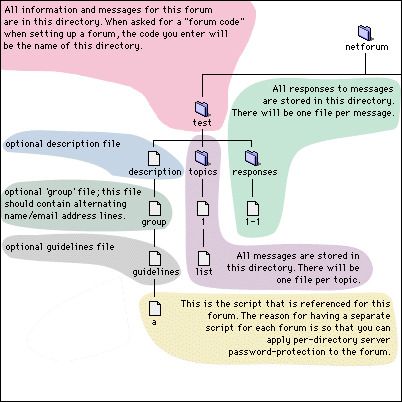 All information and messages for this forum
are in this directory. When asked for a "forum code"
when setting up a forum, the code you enter will
be the name of this directory.
netforum
All responses to messages
are stored in this directory.
There will be one file per message.
test
optional description file
description
topics
responses
optional 'group' file; this file
should contain alternating
name/email address lines.
group
1
1-1
optional guidelines file
guidelines
list
All messages are stored in
this directory. There will be
one file per topic.
a
This is the script that is referenced for this
forum. The reason for having a separate
script for each forum is so that you can
apply per-directory server
password-protection to the forum.